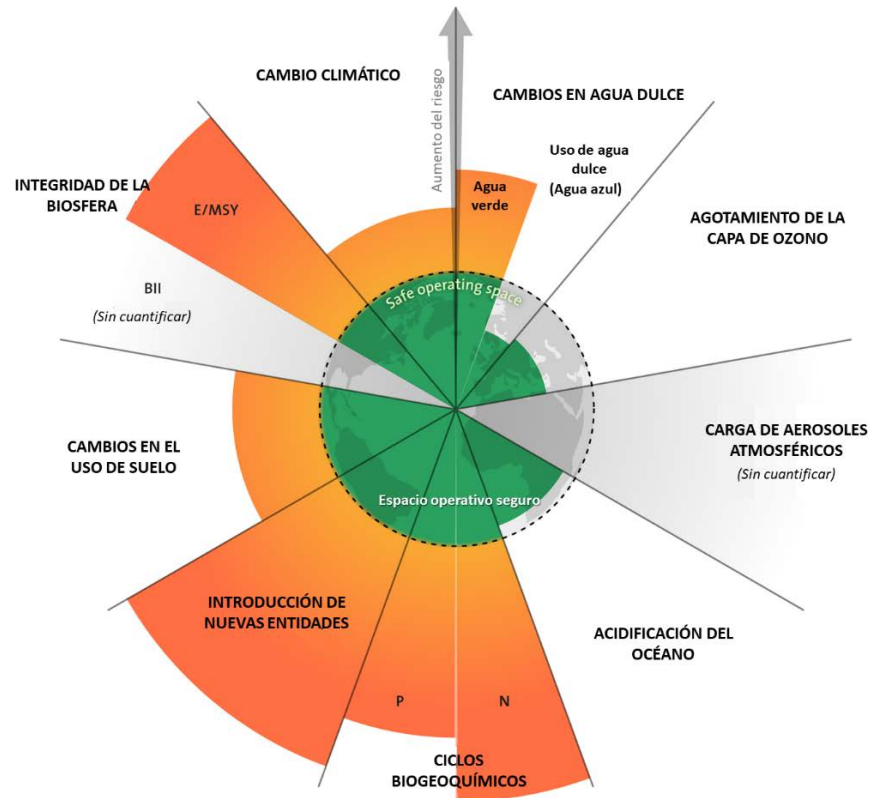 CAMBIO CLIMÁTICO
Aumento del riesgo
CAMBIOS EN AGUA DULCE
Uso de agua
dulce
(Agua azul)
Agua
verde
INTEGRIDAD DE LA
BIOSFERA
E/MSY
AGOTAMIENTO DE LA
CAPA DE OZONO
BII
(Sin cuantificar)
Safe operating space
CAMBIOS EN EL
USO DE SUELO
CARGA DE AEROSOLES
ATMOSFÉRICOS
(Sin cuantificar)
Espacio operativo seguro
INTRODUCCIÓN DE
NUEVAS ENTIDADES
ACIDIFICACIÓN DEL
OCÉANO
P
N
CICLOS
BIOGEOQUÍMICOS